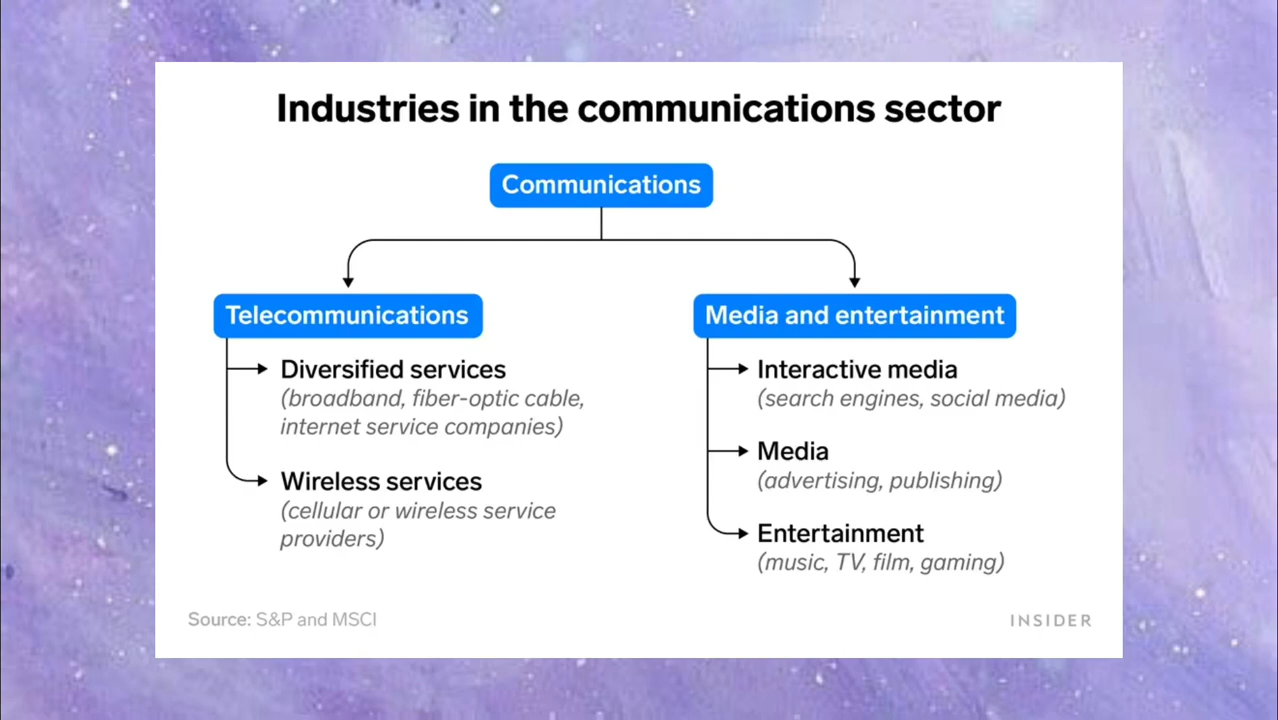 Industries in the communications sector
Communications
Telecommunications
Diversified services
(broadband, fiber-optic cable,
internet service companies)
Wireless services
(cellular or wireless service
providers)
Media and entertainment
Interactive media
(search engines, social media)
Media
(advertising, publishing)
Entertainment
(music, TV, film, gaming)
Source: S&P and MSCI
INSIDER